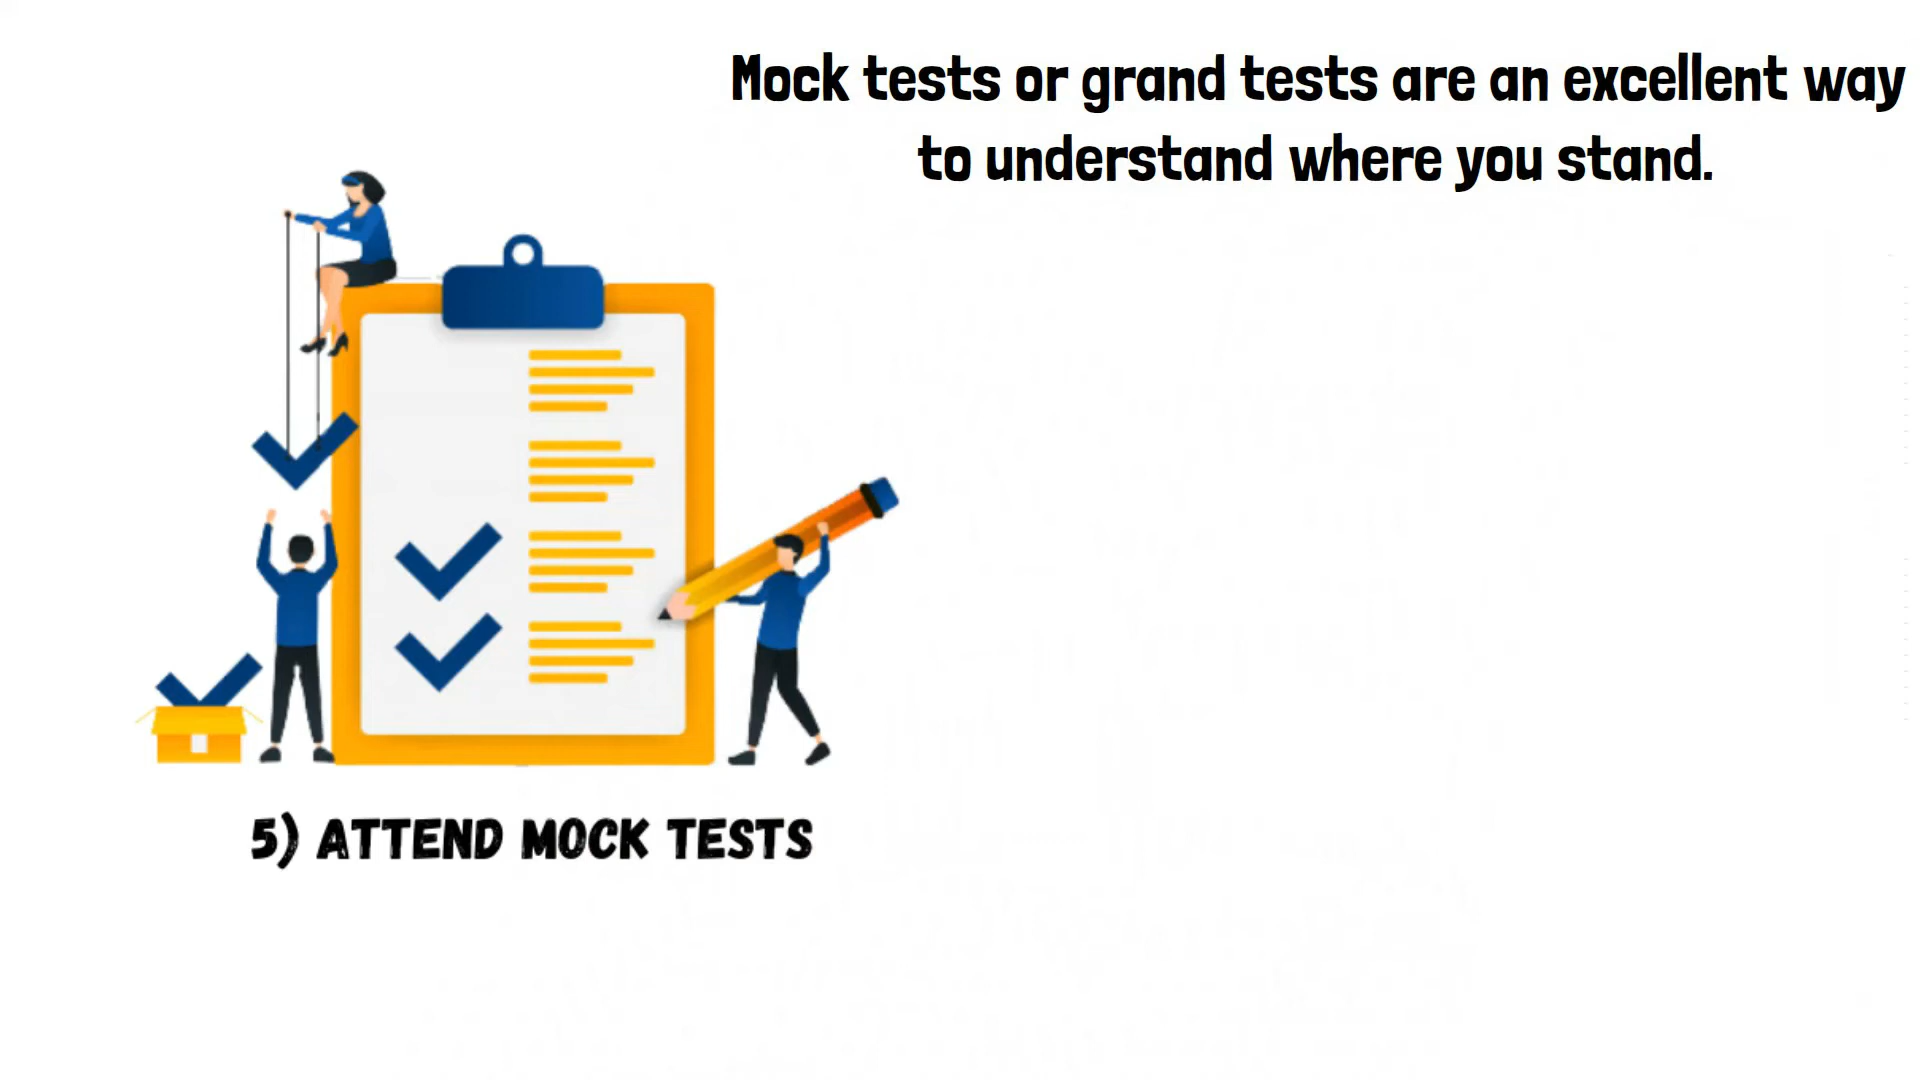 Mock tests or grand tests are an excellent way
to understand where you stand.
5) ATTEND MOCK TESTS